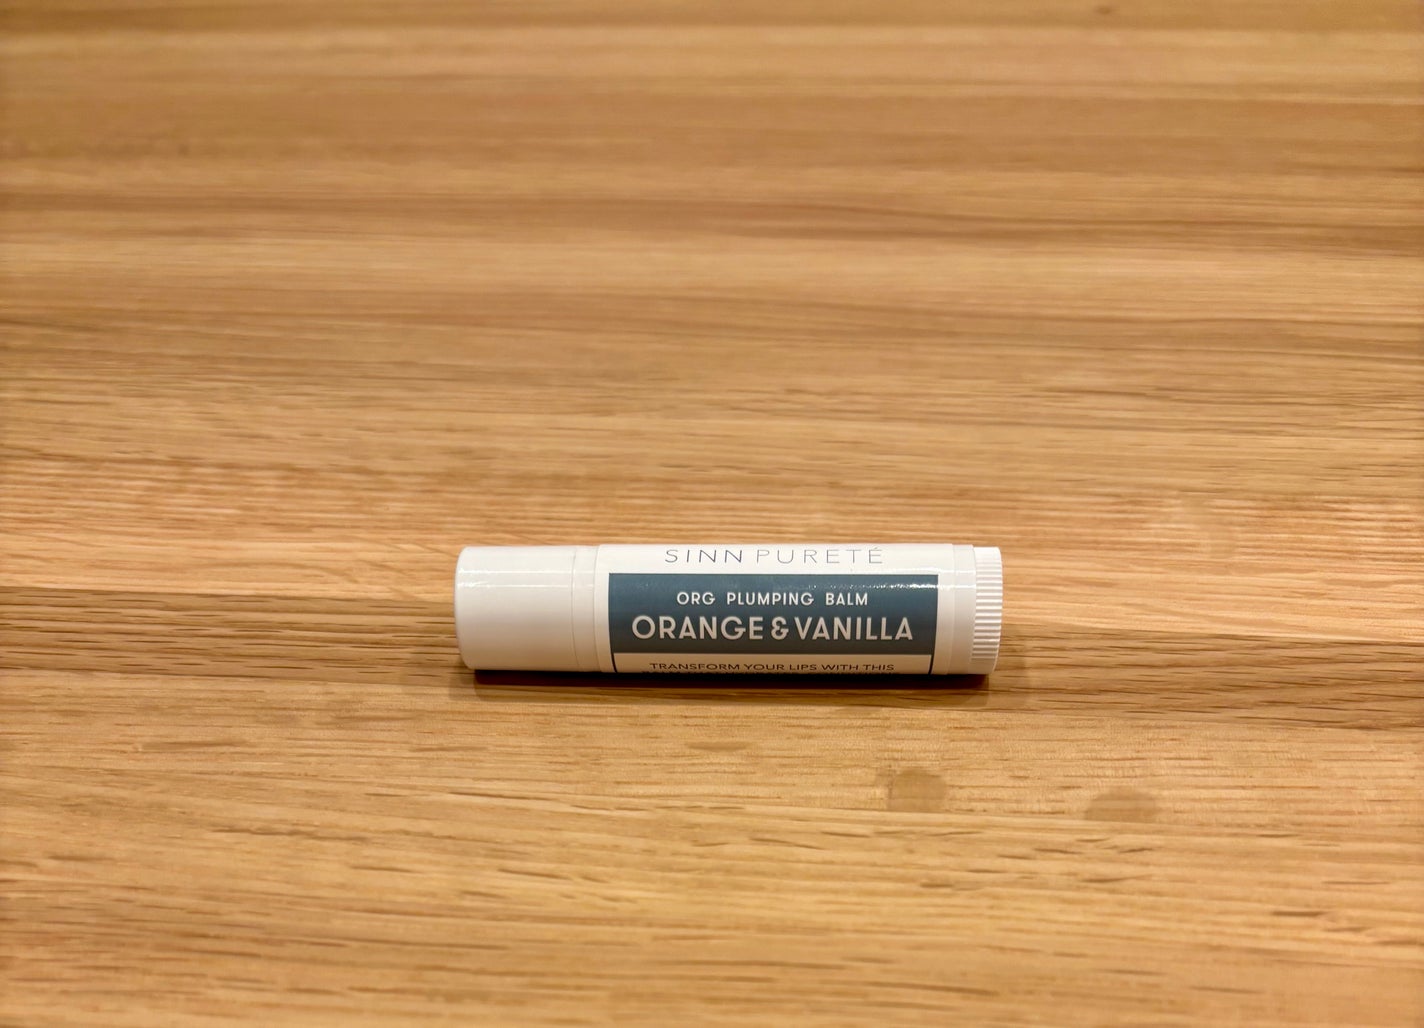 SINN PURETÉ
ORG PLUMPING BALM
ORANGE & VANILLA
TRANSFORM YOUR LIPS WITH THIS